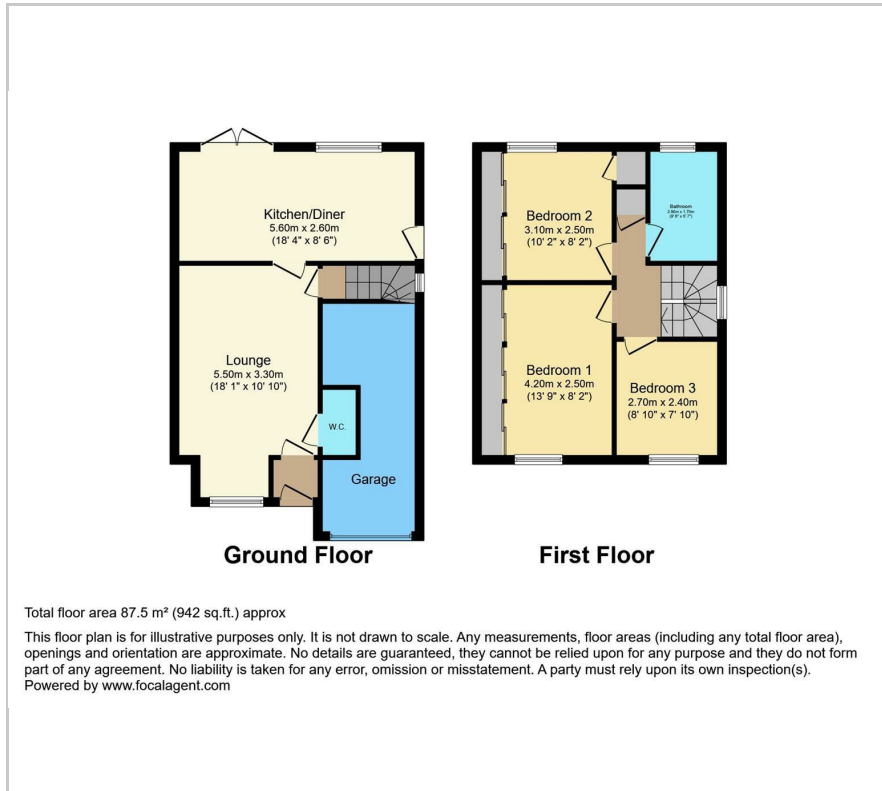 Kitchen/Diner
5.60m x 2.60m
(18' 4" x 8' 6")
Lounge
5.50m x 3.30m
(18' 1" x 10' 10")
W.C.
Garage
Ground Floor
Bedroom 2
3.10m x 2.50m
(10' 2" x 8' 2")
Bathroom
Bedroom 1
4.20m x 2.50m
(13' 9" x 8' 2")
Bedroom 3
2.70m x 2.40m
(8' 10" x 7' 10")
First Floor
Total floor area 87.5 m² (942 sq.ft.) approx
This floor plan is for illustrative purposes only. It is not drawn to scale. Any measurements, floor areas (including any total floor area),
openings and orientation are approximate. No details are guaranteed, they cannot be relied upon for any purpose and they do not form
part of any agreement. No liability is taken for any error, omission or misstatement. A party must rely upon its own inspection(s).
Powered by www.focalagent.com